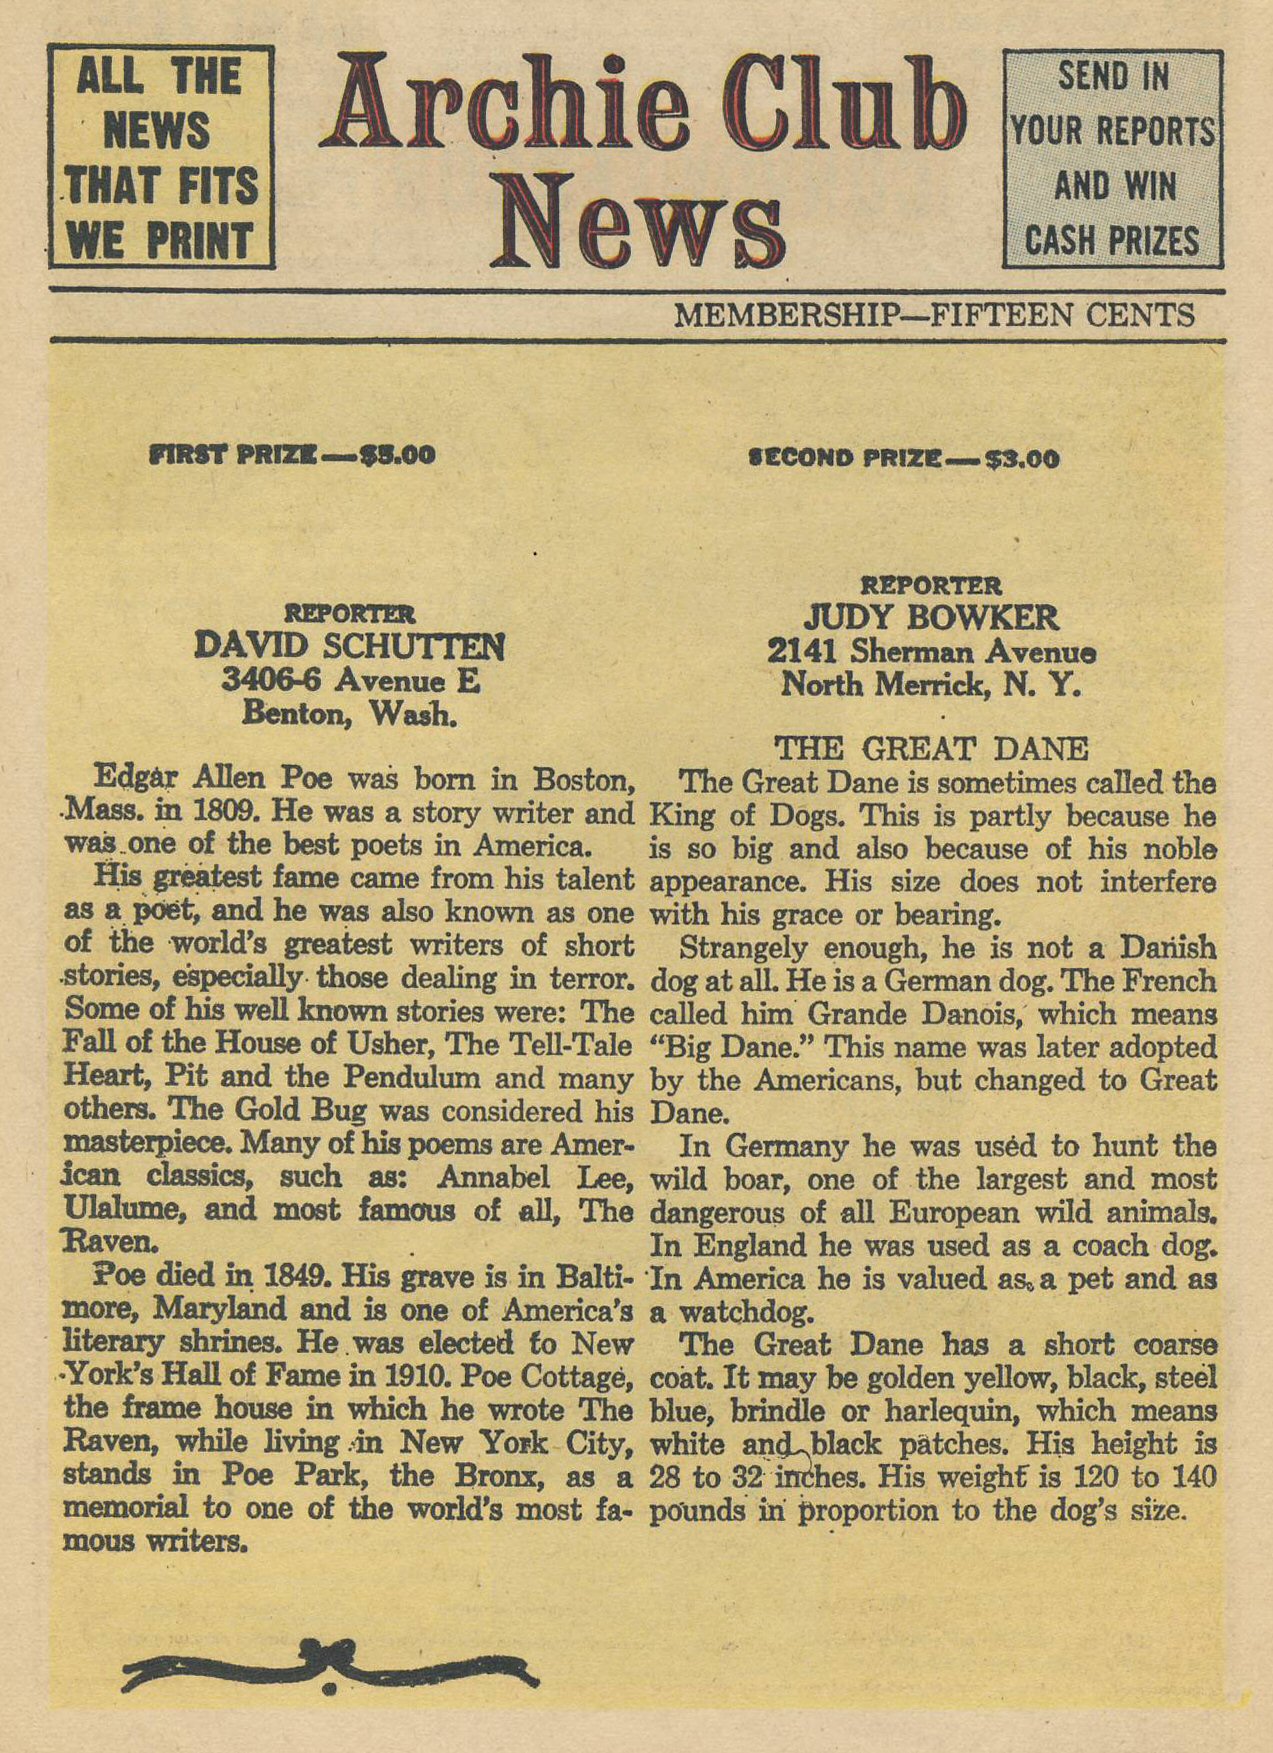 ALL THE
NEWS
THAT FITS
WE PRINT
Archie Club
News
SEND IN
YOUR REPORTS
AND WIN
CASH PRIZES
MEMBERSHIP—FIFTEEN CENTS
FIRST PRIZE—$5.00
REPORTER
DAVID SCHUTTEN
3406-6 Avenue E
Benton, Wash.
Edgar Allen Poe was born in Boston,
Mass. in 1809. He was a story writer and
was one of the best poets in America.
His greatest fame came from his talent
as a poet, and he was also known as one
of the world's greatest writers of short
stories, especially those dealing in terror.
Some of his well known stories were: The
Fall of the House of Usher, The Tell-Tale
Heart, Pit and the Pendulum and many
others. The Gold Bug was considered his
masterpiece. Many of his poems are Amer-
ican classics, such as: Annabel Lee,
Ulalume, and most famous of all, The
Raven.
Poe died in 1849. His grave is in Balti-
more, Maryland and is one of America's
literary shrines. He was elected to New
York's Hall of Fame in 1910. Poe Cottage,
the frame house in which he wrote The
Raven, while living in New York City,
stands in Poe Park, the Bronx, as a
memorial to one of the world's most fa-
mous writers.
SECOND PRIZE—$3.00
REPORTER
JUDY BOWKER
2141 Sherman Avenue
North Merrick, N. Y.
THE GREAT DANE
The Great Dane is sometimes called the
King of Dogs. This is partly because he
is so big and also because of his noble
appearance. His size does not interfere
with his grace or bearing.
Strangely enough, he is not a Danish
dog at all. He is a German dog. The French
called him Grande Danois, which means
"Big Dane." This name was later adopted
by the Americans, but changed to Great
Dane.
In Germany he was used to hunt the
wild boar, one of the largest and most
dangerous of all European wild animals.
In England he was used as a coach dog.
In America he is valued as a pet and as
a watchdog.
The Great Dane has a short coarse
coat. It may be golden yellow, black, steel
blue, brindle or harlequin, which means
white and black patches. His height is
28 to 32 inches. His weight is 120 to 140
pounds in proportion to the dog's size.